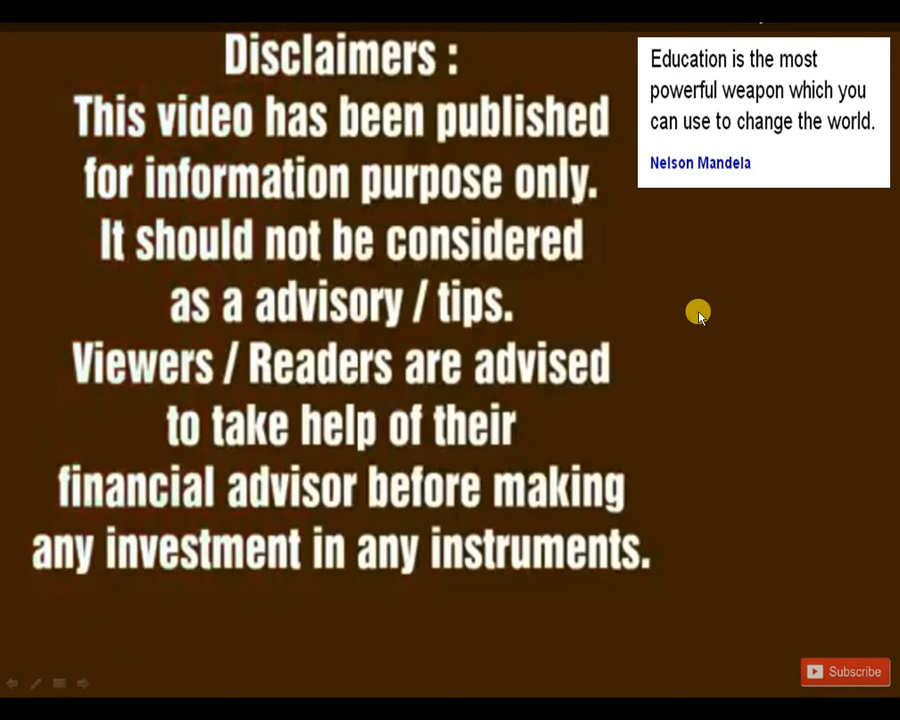 Disclaimers :
This video has been published
for information purpose only.
It should not be considered
as a advisory / tips.
Viewers / Readers are advised
to take help of their
financial advisor before making
any investment in any instruments.
Education is the most
powerful weapon which you
can use to change the world.
Nelson Mandela
Subscribe